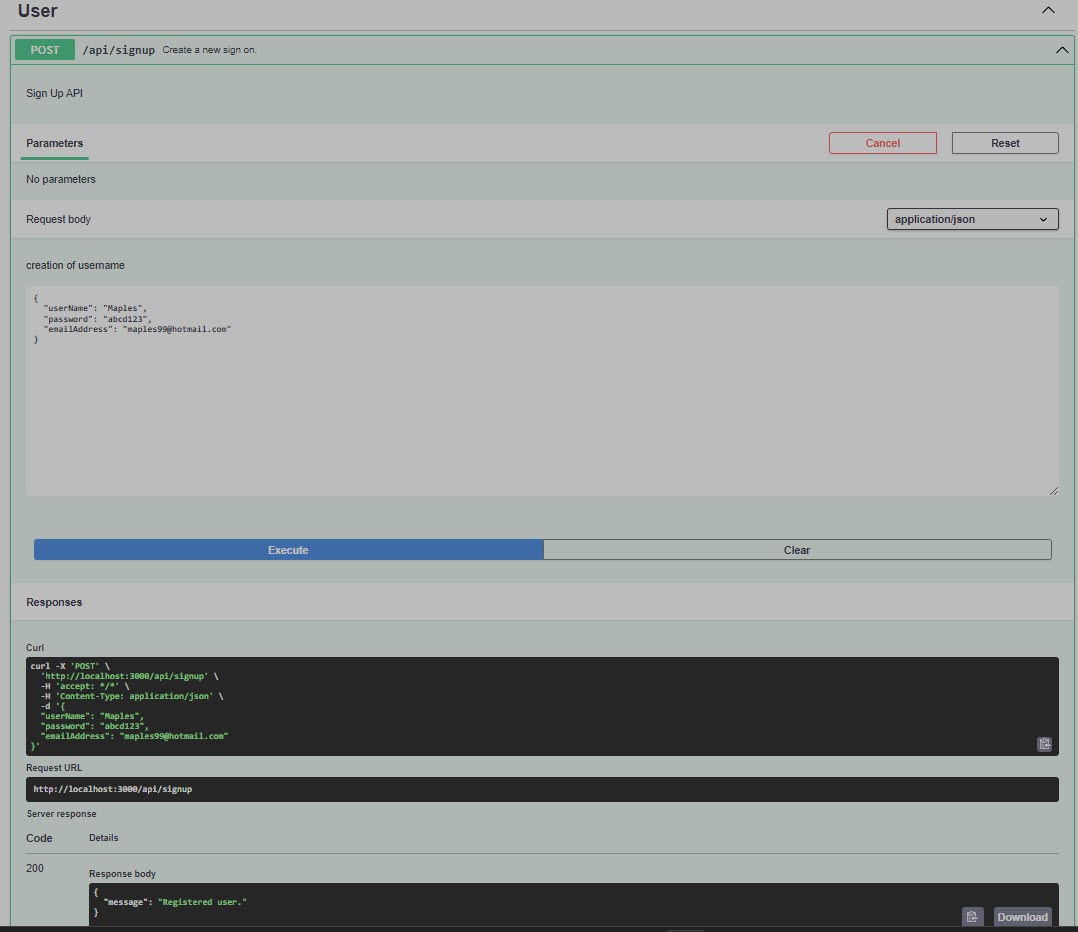 User
POST /api/signup Create a new sign on.
Sign Up API
Parameters Cancel Reset
No parameters
Request body application/json
creation of username
{
"userName": "Maples",
"password": "abcd123",
"emailAddress": "maples99@hotmail.com"
}
Execute Clear
Responses
Curl
curl -X 'POST' \
'http://localhost:3000/api/signup' \
-H 'accept: */*' \
-H 'Content-Type: application/json' \
-d '{
"userName": "Maples",
"password": "abcd123",
"emailAddress": "maples99@hotmail.com"
}'
Request URL
http://localhost:3000/api/signup
Server response
Code Details
200
Response body
{
"message": "Registered user."
}
Download